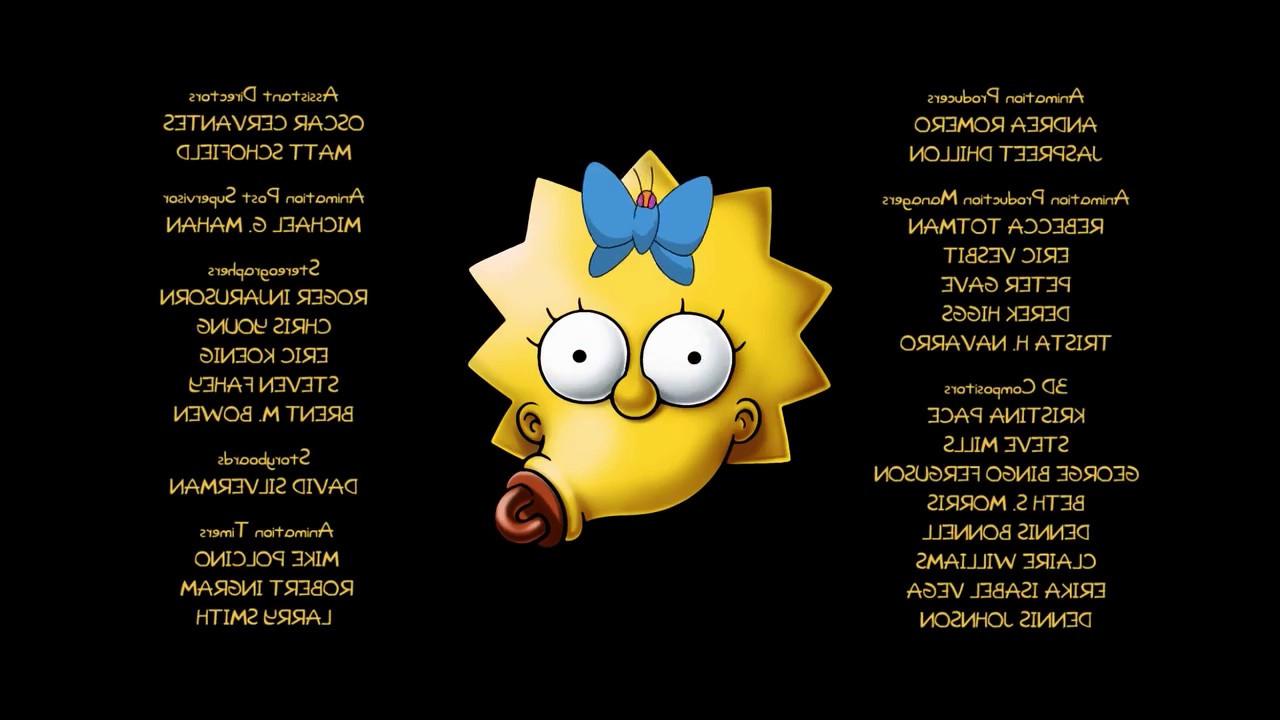 Assistant Directors
OSCAR CERVANTES
MATT SCHOFIELD
Animation Post Supervisor
MICHAEL G. MAHAN
Stereographers
ROGER INJARUSORN
CHRIS YOUNG
ERIC KOENIG
STEVEN FAHEY
BRENT M. BOWEN
Storyboards
DAVID SILVERMAN
Animation Timers
MIKE POLCINO
ROBERT INGRAM
LARRY SMITH
Animation Producers
ANDREA ROMERO
JASPREET DHILLON
Animation Production Managers
REBECCA TOTMAN
ERIC VESBIT
PETER GAVE
DEREK HIGGS
TRISTA H. NAVARRO
3D Compositors
KRISTINA PACE
STEVE MILLS
GEORGE BINGO FERGUSON
BETH S. MORRIS
DENNIS BONNELL
CLAIRE WILLIAMS
ERIKA ISABEL VEGA
DENNIS JOHNSON